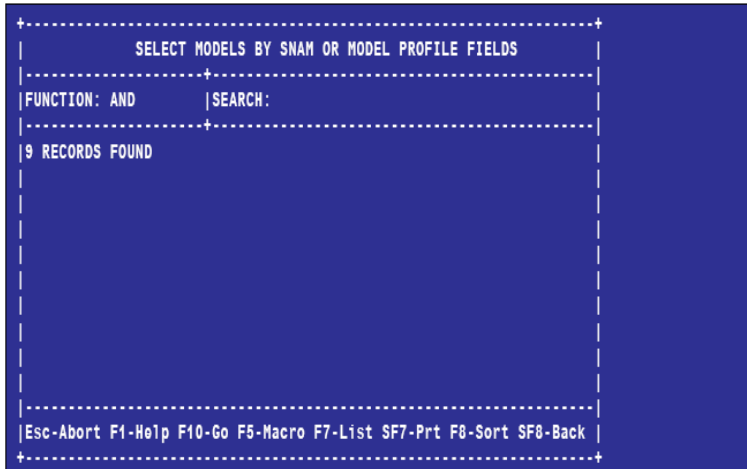 SELECT MODELS BY SNAM OR MODEL PROFILE FIELDS
FUNCTION: AND |SEARCH:
9 RECORDS FOUND
Esc-Abort F1-Help F10-Go F5-Macro F7-List SF7-Prt F8-Sort SF8-Back